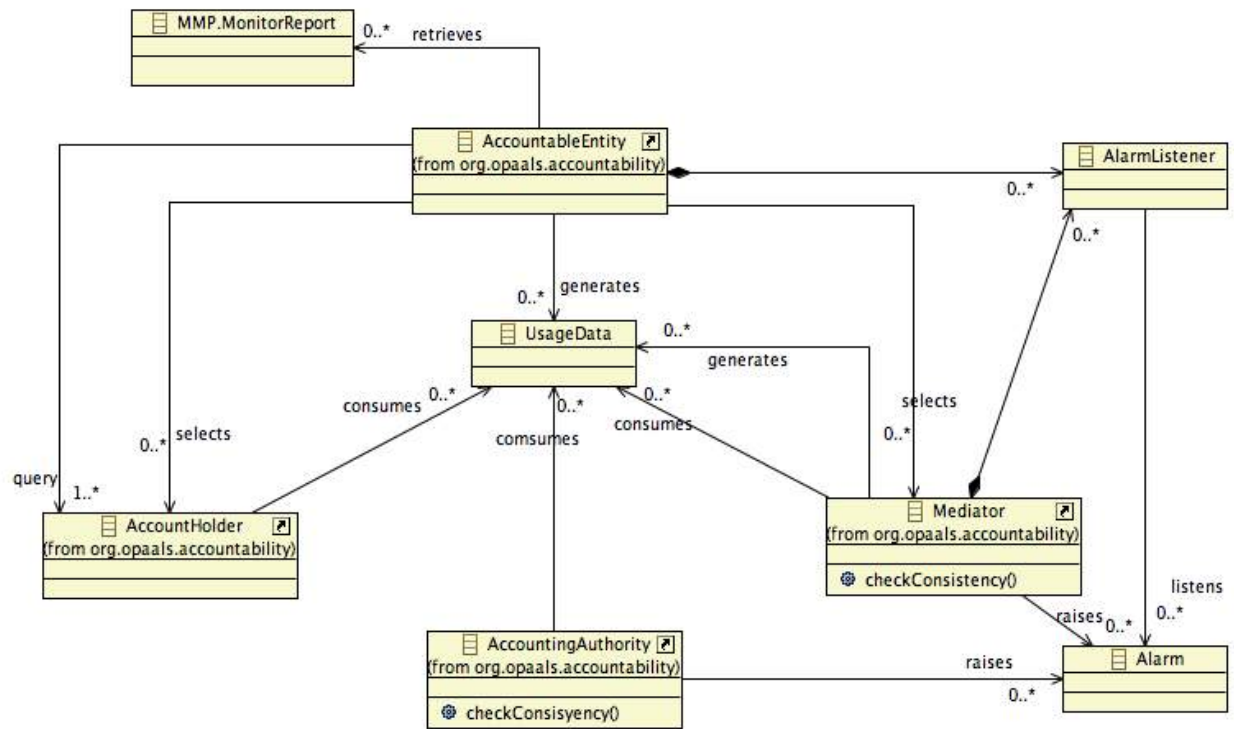 MMP.MonitorReport
0..*
retrieves
AccountableEntity
(from org.opaals.accountability)
AlarmListener
0..*
0..*
generates
0..*
UsageData
0..*
generates
consumes
0..*
0..*
0..*
comsumes
consumes
selects
0..*
0..*
selects
query
1..*
AccountHolder
(from org.opaals.accountability)
Mediator
(from org.opaals.accountability)
checkConsistency()
listens
0..*
raises
0..*
AccountingAuthority
(from org.opaals.accountability)
checkConsisyency()
raises
0..*
Alarm